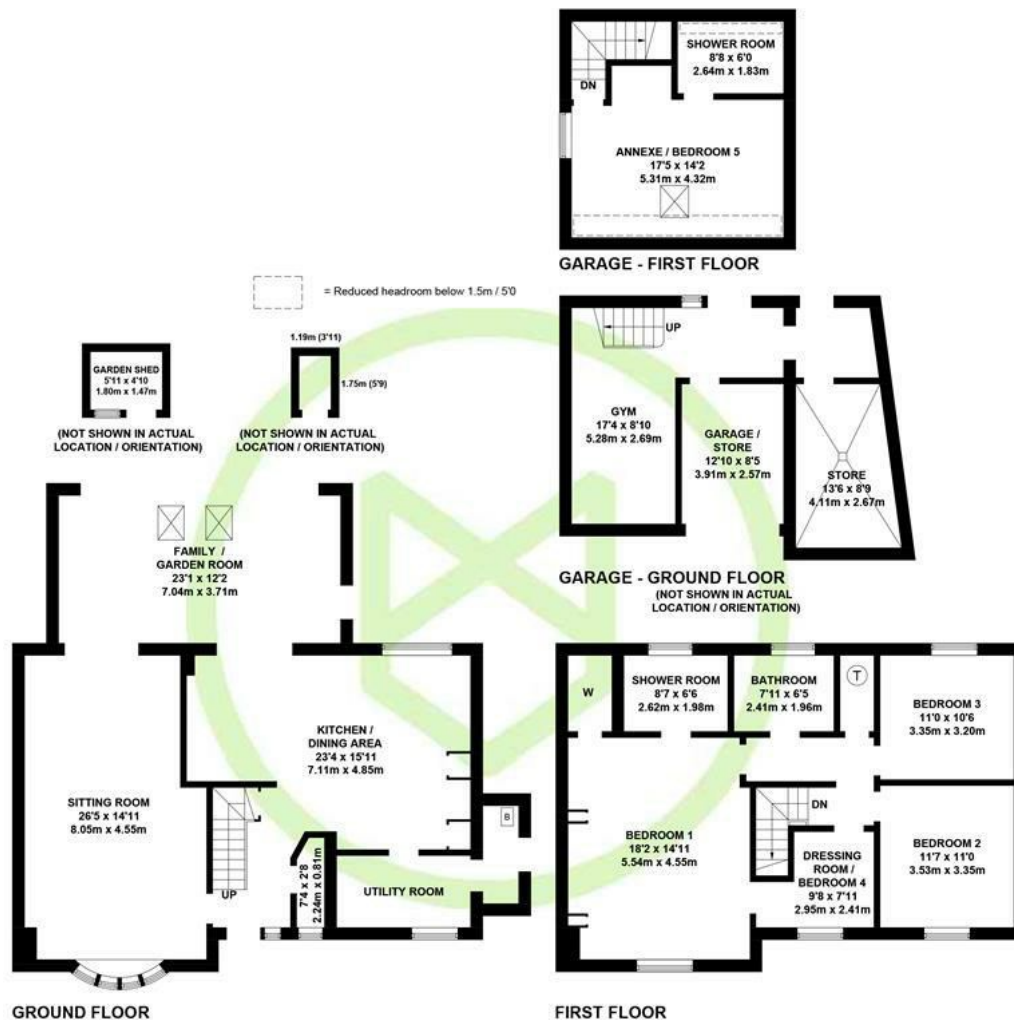 SHOWER ROOM
8'8 x 6'0
2.64m x 1.83m
DN
ANNEXE / BEDROOM 5
17'5 x 14'2
5.31m x 4.32m
GARAGE - FIRST FLOOR
= Reduced headroom below 1.5m / 5'0
GARDEN SHED
5'11 x 4'10
1.80m x 1.47m
(NOT SHOWN IN ACTUAL
LOCATION / ORIENTATION)
1.19m (3'11)
1.75m (5'9)
(NOT SHOWN IN ACTUAL
LOCATION / ORIENTATION)
UP
GYM
17'4 x 8'10
5.28m x 2.69m
GARAGE /
STORE
12'10 x 8'5
3.91m x 2.57m
STORE
13'6 x 8'9
4.11m x 2.67m
GARAGE - GROUND FLOOR
(NOT SHOWN IN ACTUAL
LOCATION / ORIENTATION)
FAMILY /
GARDEN ROOM
23'1 x 12'2
7.04m x 3.71m
KITCHEN /
DINING AREA
23'4 x 15'11
7.11m x 4.85m
SITTING ROOM
26'5 x 14'11
8.05m x 4.55m
UP
7'4 x 2'8
2.24m x 0.81m
UTILITY ROOM
B
GROUND FLOOR
W
SHOWER ROOM
8'7 x 6'6
2.62m x 1.98m
BATHROOM
7'11 x 6'5
2.41m x 1.96m
T
BEDROOM 3
11'0 x 10'6
3.35m x 3.20m
BEDROOM 1
18'2 x 14'11
5.54m x 4.55m
DN
DRESSING
ROOM /
BEDROOM 4
9'8 x 7'11
2.95m x 2.41m
BEDROOM 2
11'7 x 11'0
3.53m x 3.35m
FIRST FLOOR